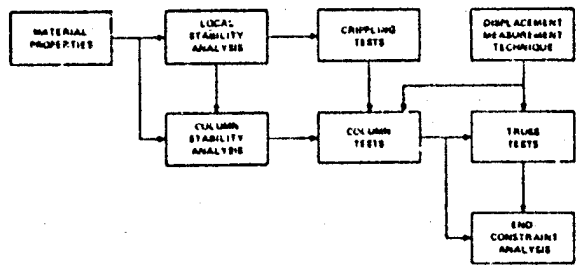 MATERIAL
PROPERTIES
LOCAL
STABILITY
ANALYSIS
CRIPPLING
TESTS
DISPLACEMENT
MEASUREMENT
TECHNIQUE
COLUMN
STABILITY
ANALYSIS
COLUMN
TESTS
TRUSS
TESTS
END
CONSTRAINT
ANALYSIS